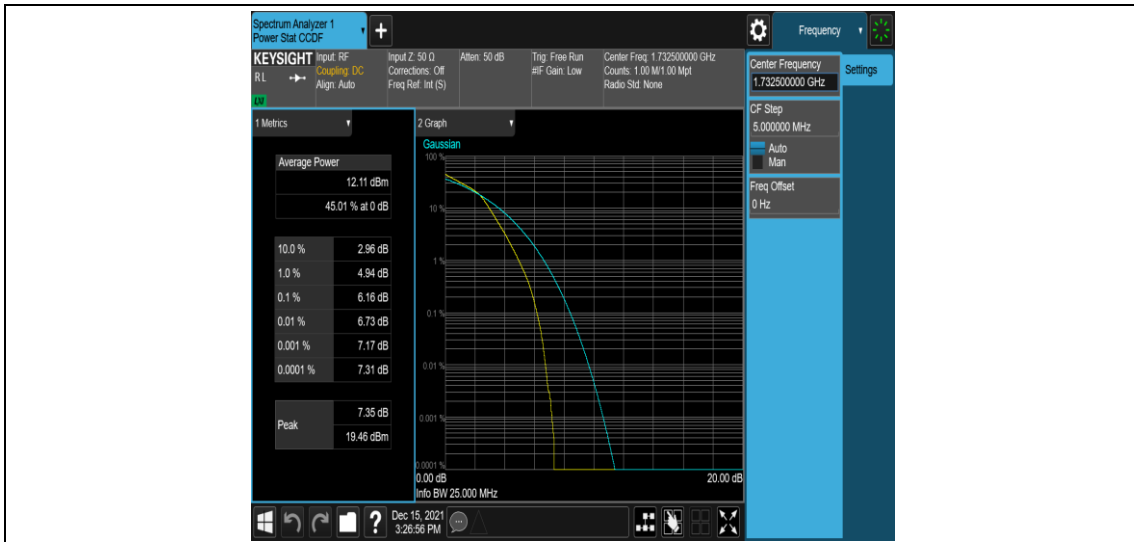 Spectrum Analyzer 1
Power Stat CCDF
Frequency
KEYSIGHT
R L
LXI
Input: RF
Coupling: DC
Align: Auto
Input Z: 50 Ω
Corrections: Off
Freq Ref: Int (S)
Atten: 50 dB
Trig: Free Run
#IF Gain: Low
Center Freq: 1.732500000 GHz
Counts: 1.00 M/1.00 Mpt
Radio Std: None
Center Frequency
1.732500000 GHz
Settings
CF Step
5.000000 MHz
Auto
Man
Freq Offset
0 Hz
1 Metrics
Average Power
12.11 dBm
45.01 % at 0 dB
10.0 % 2.96 dB
1.0 % 4.94 dB
0.1 % 6.16 dB
0.01 % 6.73 dB
0.001 % 7.17 dB
0.0001 % 7.31 dB
Peak
7.35 dB
19.46 dBm
2 Graph
Gaussian
100 %
10 %
1 %
0.1 %
0.01 %
0.001 %
0.0001 %
0.00 dB 20.00 dB
Info BW 25.000 MHz
?
Dec 15, 2021
3:26:56 PM